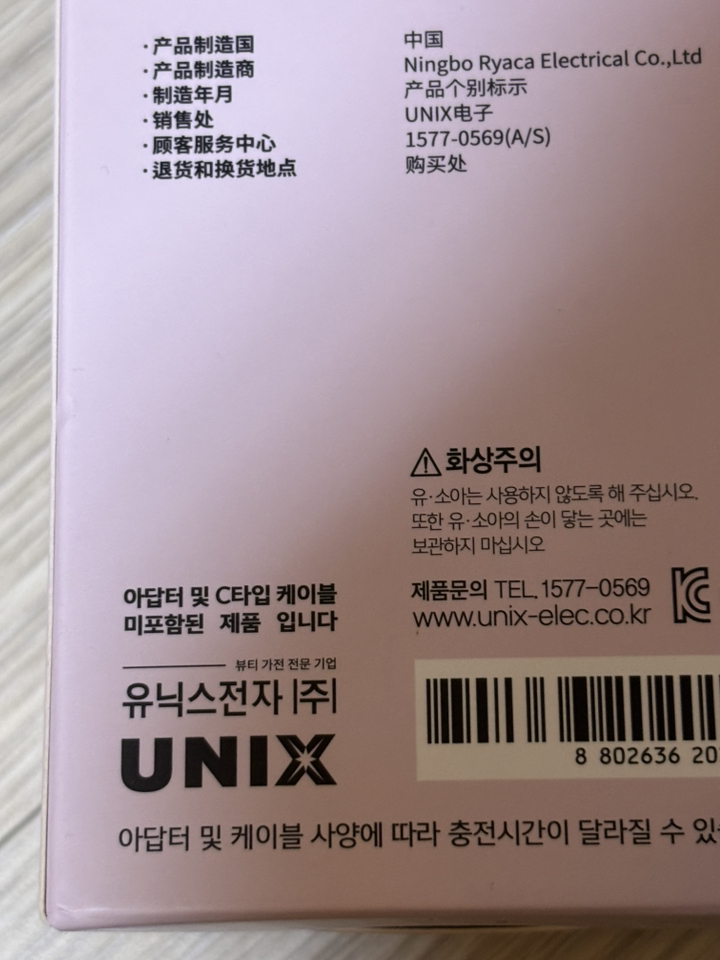 ·产品制造国 中国
·产品制造商 Ningbo Ryaca Electrical Co.,Ltd
·制造年月 产品个别标示
·销售处 UNIX电子
·顾客服务中心 1577-0569(A/S)
·退货和换货地点 购买处
⚠ 화상주의
유·소아는 사용하지 않도록 해 주십시오.
또한 유·소아의 손이 닿는 곳에는
보관하지 마십시오
제품문의 TEL. 1577-0569
www.unix-elec.co.kr
아답터 및 C타입 케이블
미포함된 제품 입니다
뷰티 가전 전문 기업
유닉스전자 |주|
UNIX
8 802636 20
아답터 및 케이블 사양에 따라 충전시간이 달라질 수 있